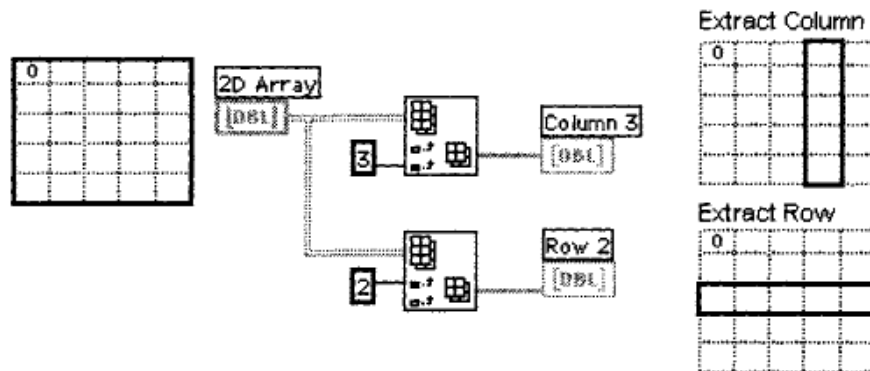 Extract Column
0
0
2D Array
[DBL]
3
Column 3
[DBL]
Extract Row
0
2
Row 2
[DBL]